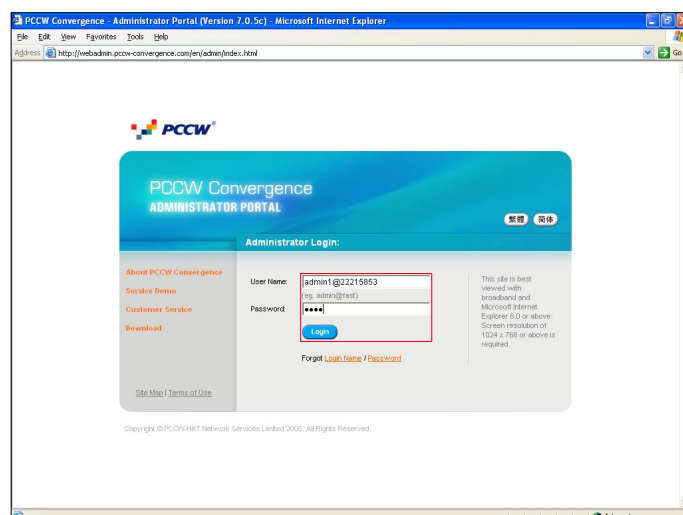 PCCW Convergence - Administrator Portal (Version 7.0.5c) - Microsoft Internet Explorer
File Edit View Favorites Tools Help
Address http://webadmin.pccw-convergence.com/en/admin/index.html Go
PCCW®
PCCW Convergence
ADMINISTRATOR PORTAL
繁體 简体
Administrator Login:
About PCCW Convergence
Service Demo
Customer Service
Download
User Name: admin1@22215853
(eg. admin@fast)
Password: ••••
Login
Forgot Login Name / Password
This site is best
viewed with
broadband and
Microsoft Internet
Explorer 6.0 or above.
Screen resolution of
1024 x 768 or above is
required.
Site Map | Terms of Use
Copyright © PCCW-HKT Network Services Limited 2005. All Rights Reserved.